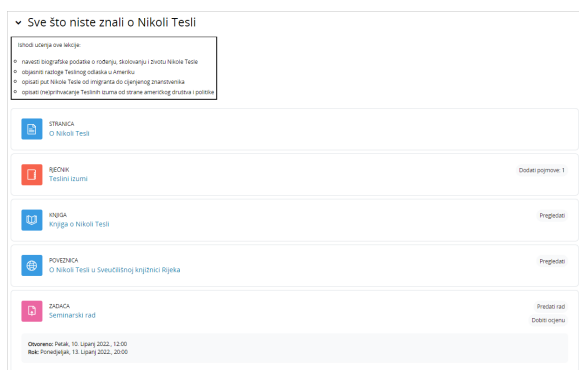 Sve što niste znali o Nikoli Tesli
Ishodi učenja ove lekcije:
navesti biografske podatke o rođenju, školovanju i životu Nikole Tesle
objasniti razloge Teslinog odlaska u Ameriku
opisati put Nikole Tesle od imigranta do cijenjenog znanstvenika
opisati (ne)prihvaćanje Teslinih izuma od strane američkog društva i politike
STRANICA
O Nikoli Tesli
RJEČNIK
Teslini izumi
Dodati pojmove: 1
KNJIGA
Knjiga o Nikoli Tesli
Pregledati
POVEZNICA
O Nikoli Tesli u Sveučilišnoj knjižnici Rijeka
Pregledati
ZADAĆA
Seminarski rad
Predati rad
Dobiti ocjenu
Otvoreno: Petak, 10. Lipanj 2022., 12:00
Rok: Ponedjeljak, 13. Lipanj 2022., 20:00